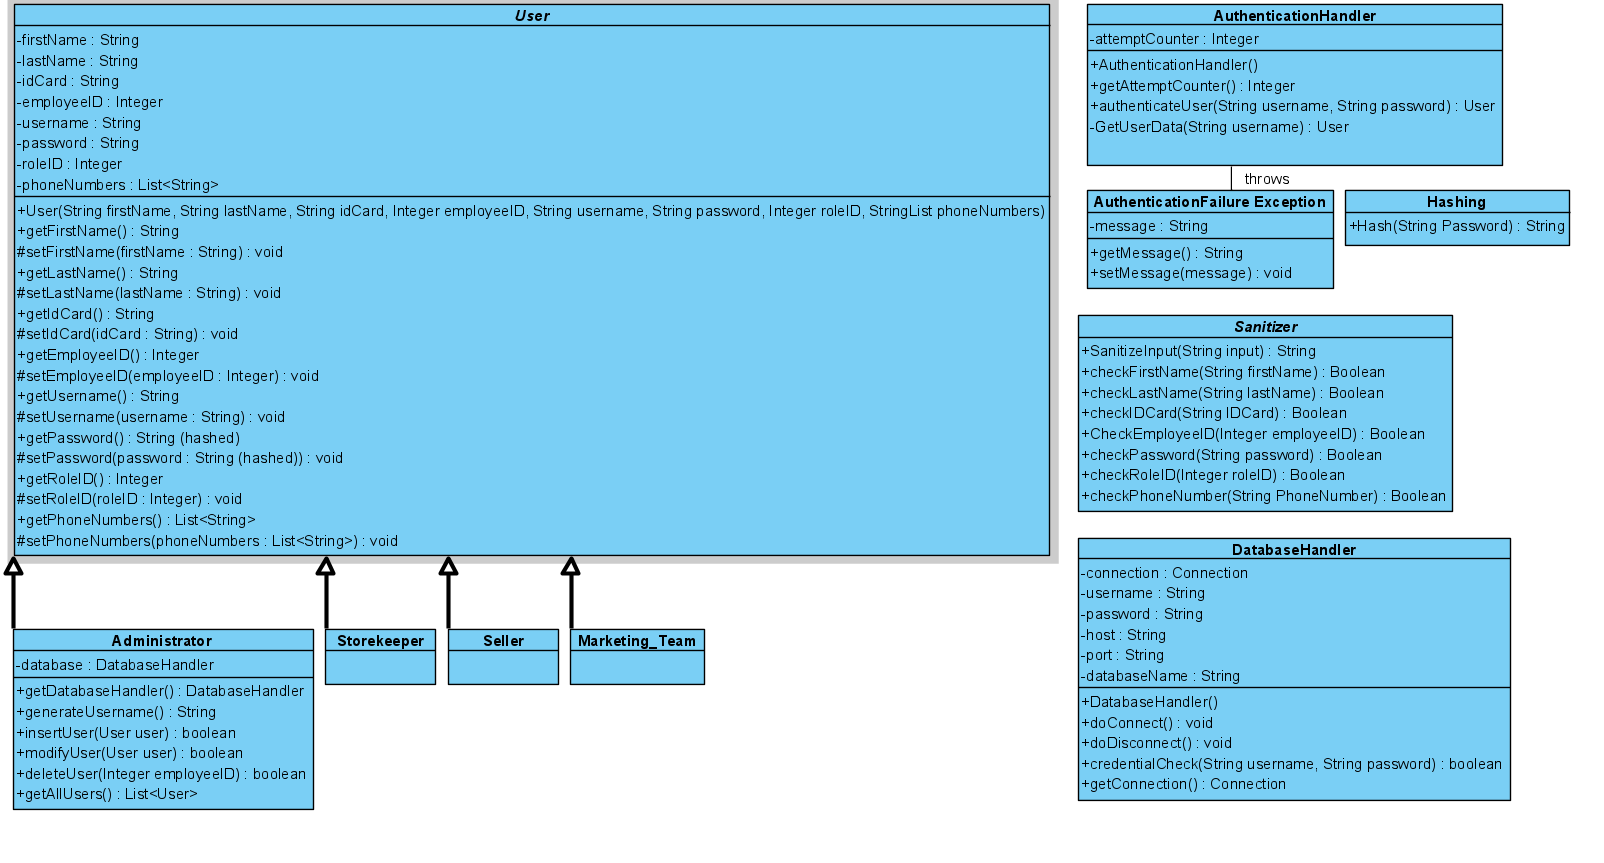 User
-firstName : String
-lastName : String
-idCard : String
-employeeID : Integer
-username : String
-password : String
-roleID : Integer
-phoneNumbers : List<String>
+User(String firstName, String lastName, String idCard, Integer employeeID, String username, String password, Integer roleID, StringList phoneNumbers)
+getFirstName() : String
#setFirstName(firstName : String) : void
+getLastName() : String
#setLastName(lastName : String) : void
+getIdCard() : String
#setIdCard(idCard : String) : void
+getEmployeeID() : Integer
#setEmployeeID(employeeID : Integer) : void
+getUsername() : String
#setUsername(username : String) : void
+getPassword() : String (hashed)
#setPassword(password : String (hashed)) : void
+getRoleID() : Integer
#setRoleID(roleID : Integer) : void
+getPhoneNumbers() : List<String>
#setPhoneNumbers(phoneNumbers : List<String>) : void
Administrator
-database : DatabaseHandler
+getDatabaseHandler() : DatabaseHandler
+generateUsername() : String
+insertUser(User user) : boolean
+modifyUser(User user) : boolean
+deleteUser(Integer employeeID) : boolean
+getAllUsers() : List<User>
Storekeeper
Seller
Marketing_Team
AuthenticationHandler
-attemptCounter : Integer
+AuthenticationHandler()
+getAttemptCounter() : Integer
+authenticateUser(String username, String password) : User
-GetUserData(String username) : User
throws
AuthenticationFailure Exception
-message : String
+getMessage() : String
+setMessage(message) : void
Hashing
+Hash(String Password) : String
Sanitizer
+SanitizeInput(String input) : String
+checkFirstName(String firstName) : Boolean
+checkLastName(String lastName) : Boolean
+checkIDCard(String IDCard) : Boolean
+CheckEmployeeID(Integer employeeID) : Boolean
+checkPassword(String password) : Boolean
+checkRoleID(Integer roleID) : Boolean
+checkPhoneNumber(String PhoneNumber) : Boolean
DatabaseHandler
-connection : Connection
-username : String
-password : String
-host : String
-port : String
-databaseName : String
+DatabaseHandler()
+doConnect() : void
+doDisconnect() : void
+credentialCheck(String username, String password) : boolean
+getConnection() : Connection